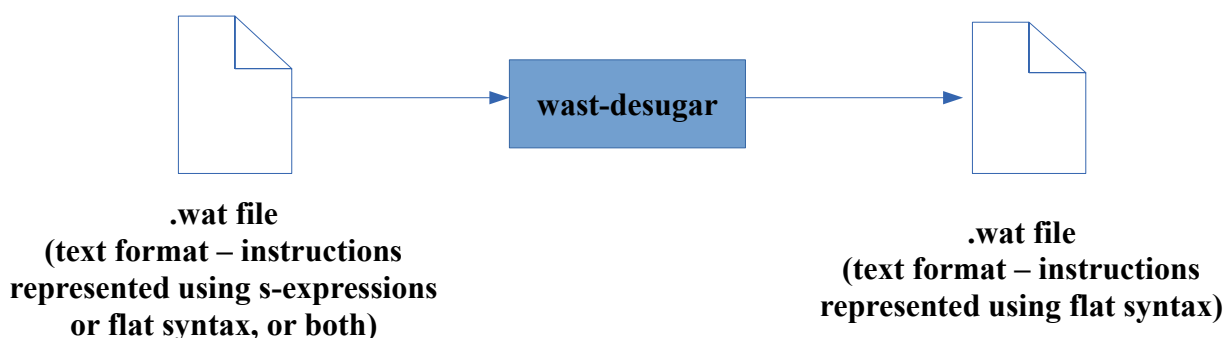 wast-desugar
.wat file
(text format – instructions
represented using s-expressions
or flat syntax, or both)
.wat file
(text format – instructions
represented using flat syntax)